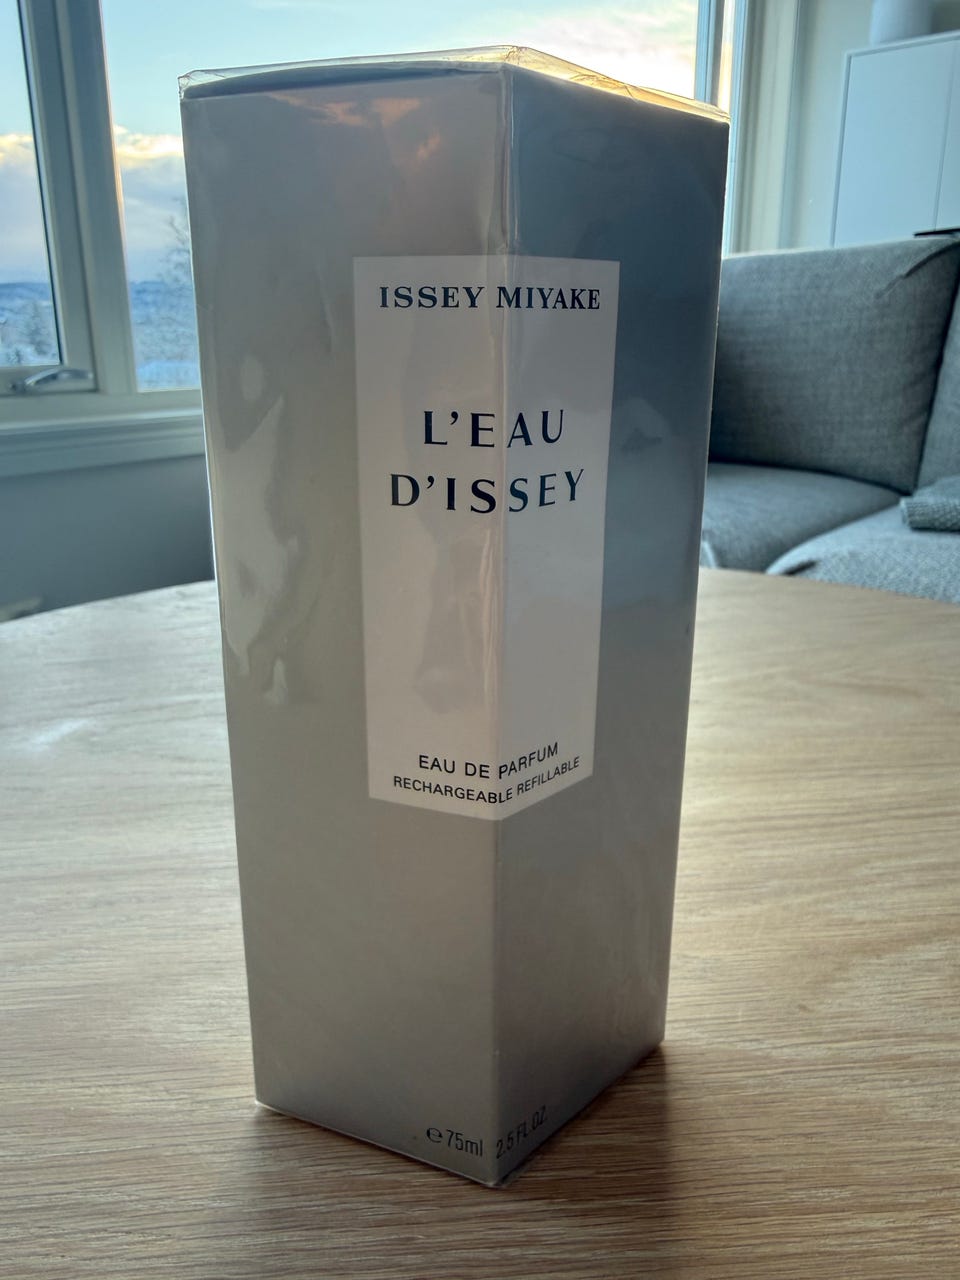 ISSEY MIYAKE
L'EAU
D'ISSEY
EAU DE PARFUM
RECHARGEABLE REFILLABLE
℮75ml 2.5 FL.OZ.